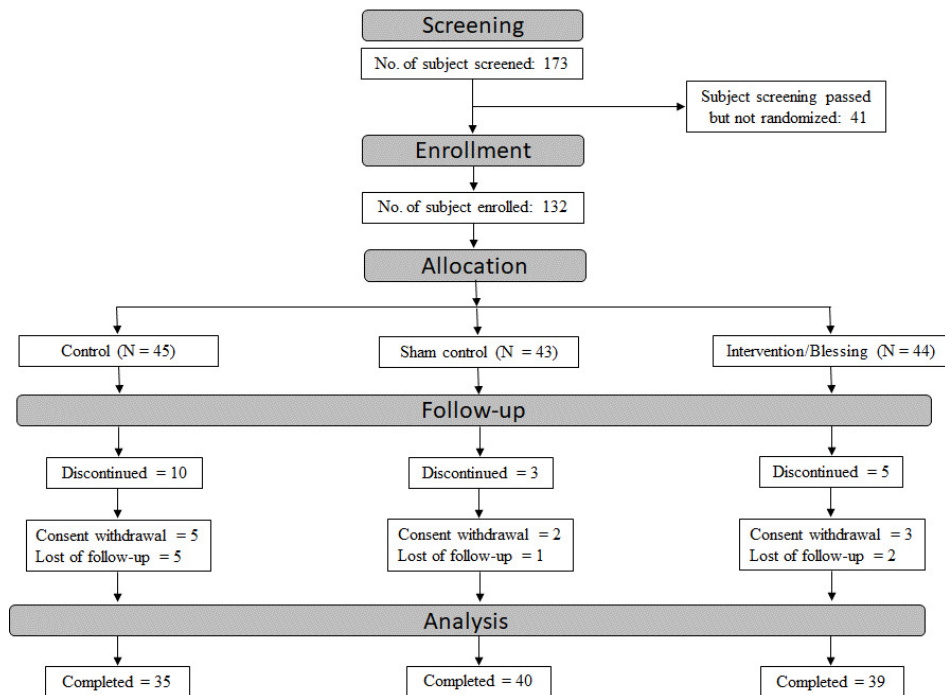 Screening
No. of subject screened: 173
Subject screening passed
but not randomized: 41
Enrollment
No. of subject enrolled: 132
Allocation
Control (N = 45)
Sham control (N = 43)
Intervention/Blessing (N = 44)
Follow-up
Discontinued = 10
Discontinued = 3
Discontinued = 5
Consent withdrawal = 5
Lost of follow-up = 5
Consent withdrawal = 2
Lost of follow-up = 1
Consent withdrawal = 3
Lost of follow-up = 2
Analysis
Completed = 35
Completed = 40
Completed = 39